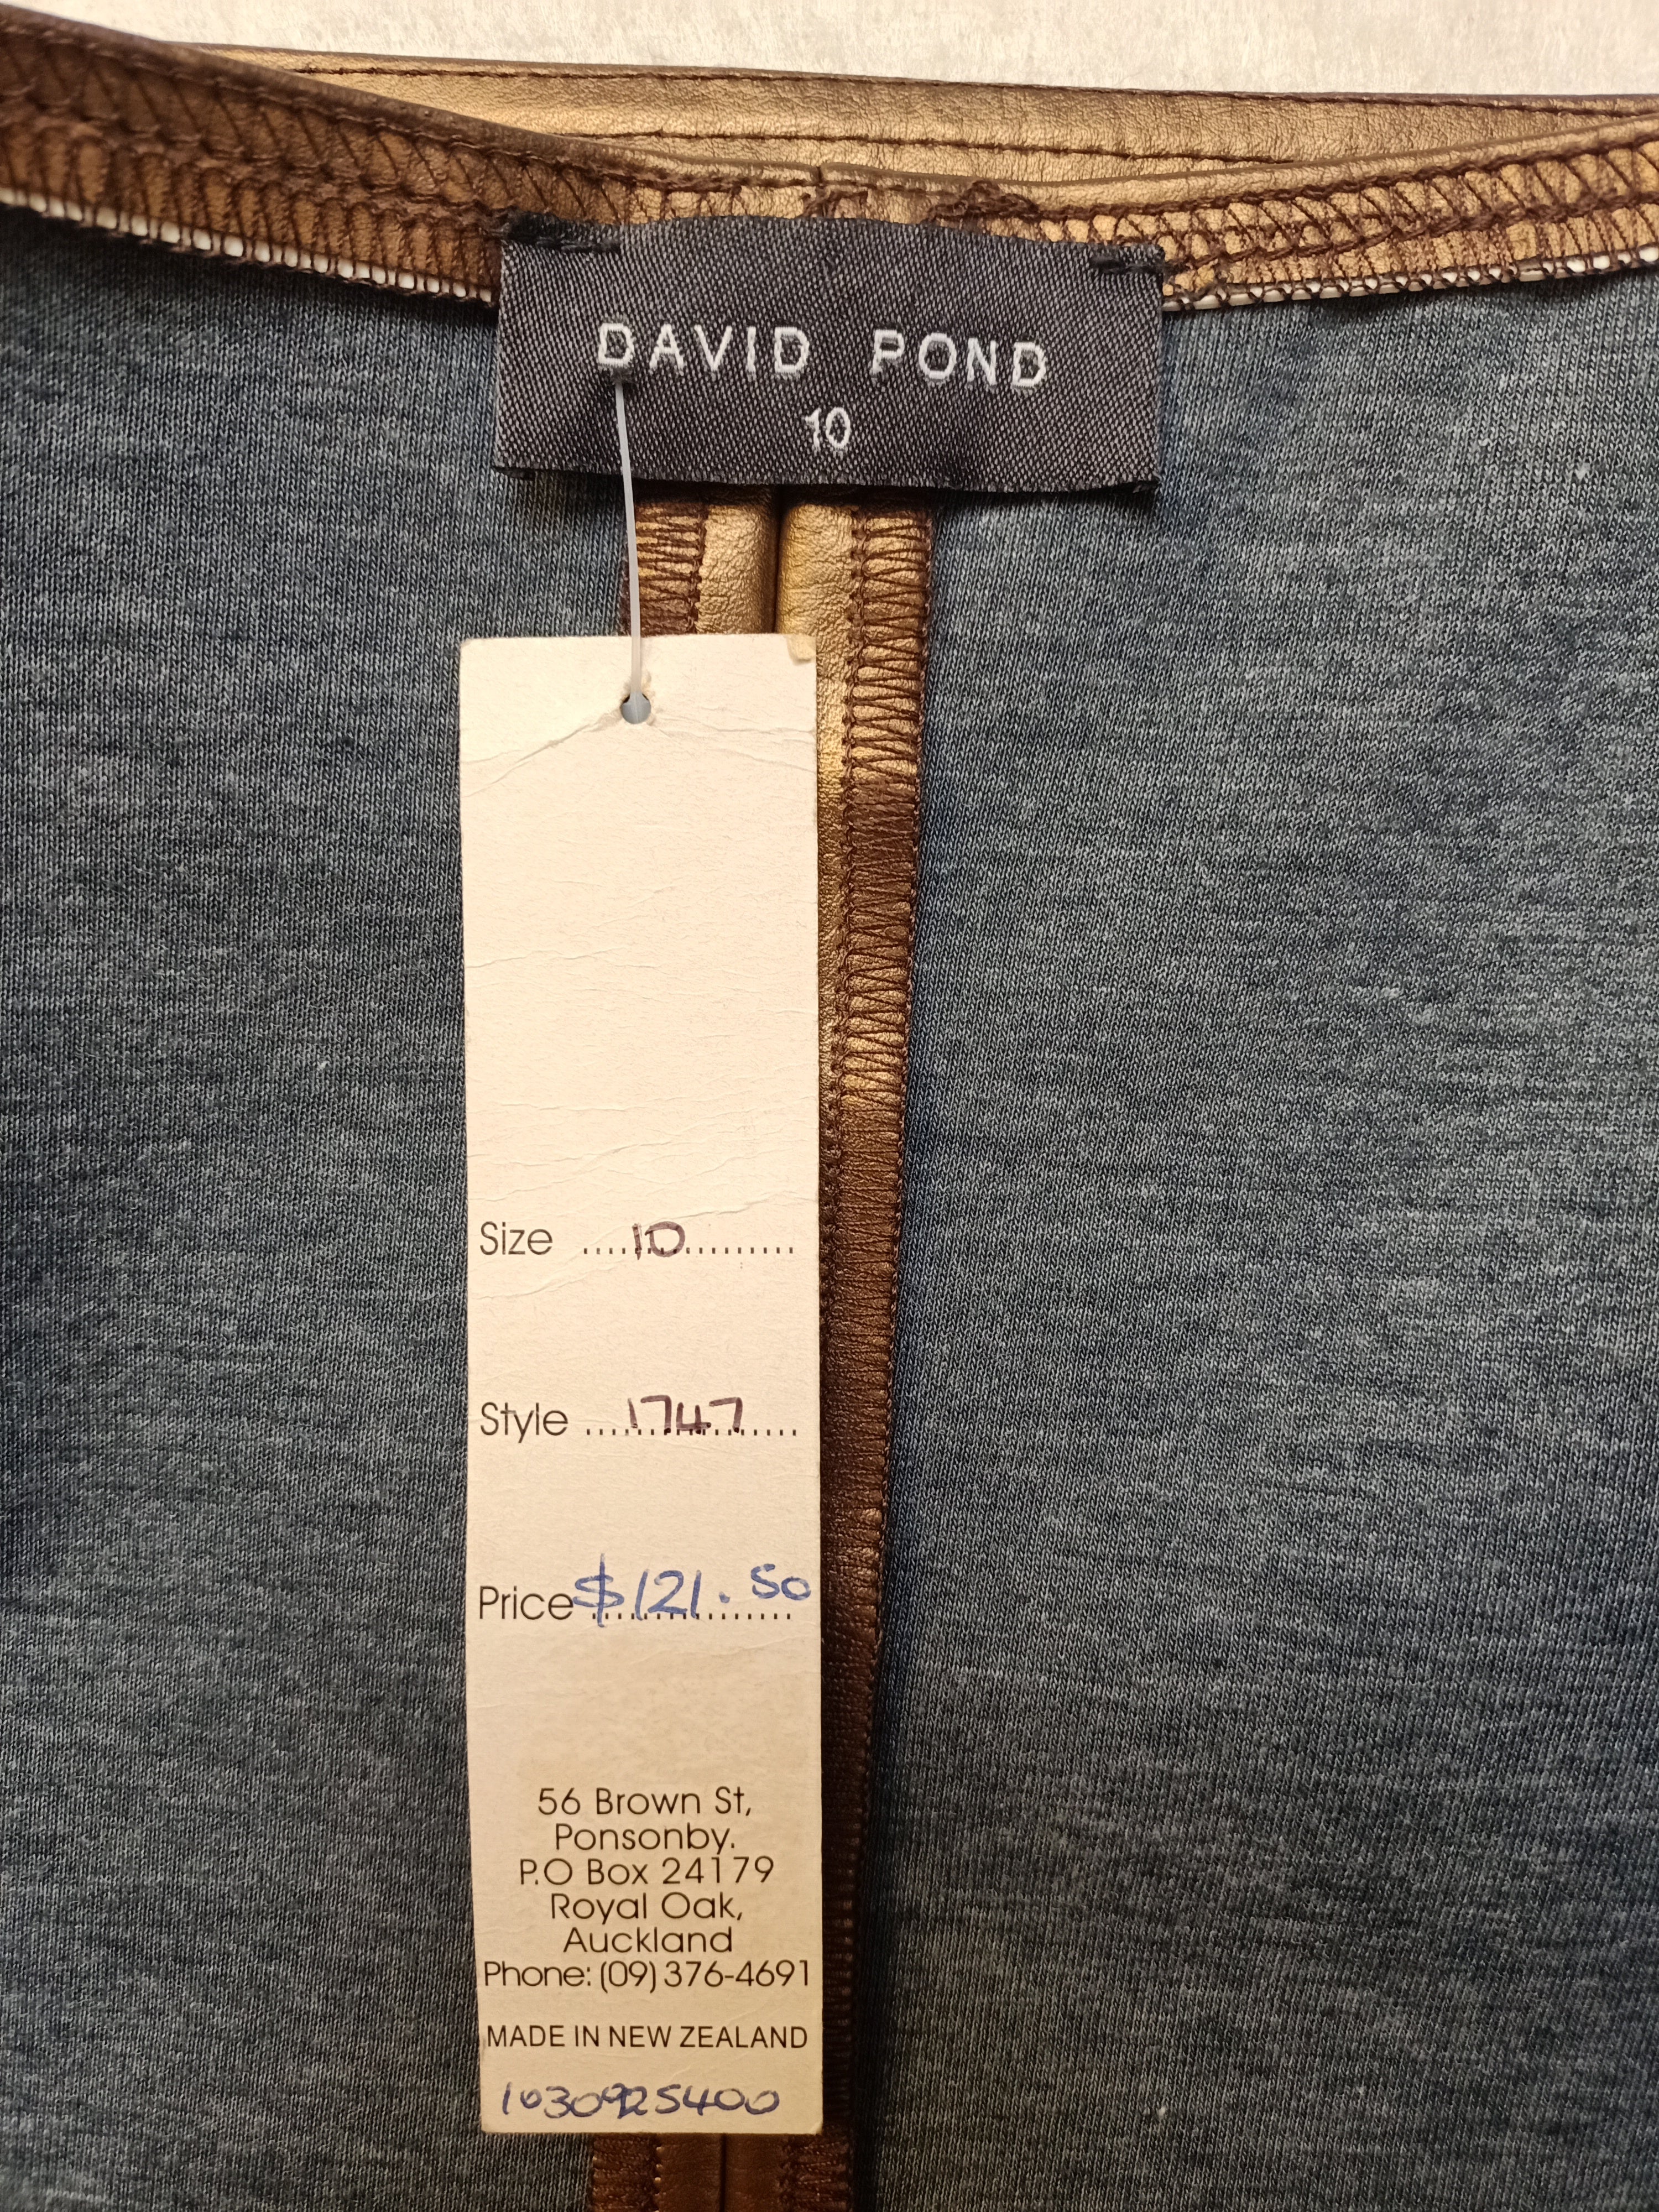 DAVID POND
10
Size ....10............
Style ....1747......
Price $121.50
56 Brown St,
Ponsonby.
P.O Box 24179
Royal Oak,
Auckland
Phone: (09) 376-4691
MADE IN NEW ZEALAND
1030925400